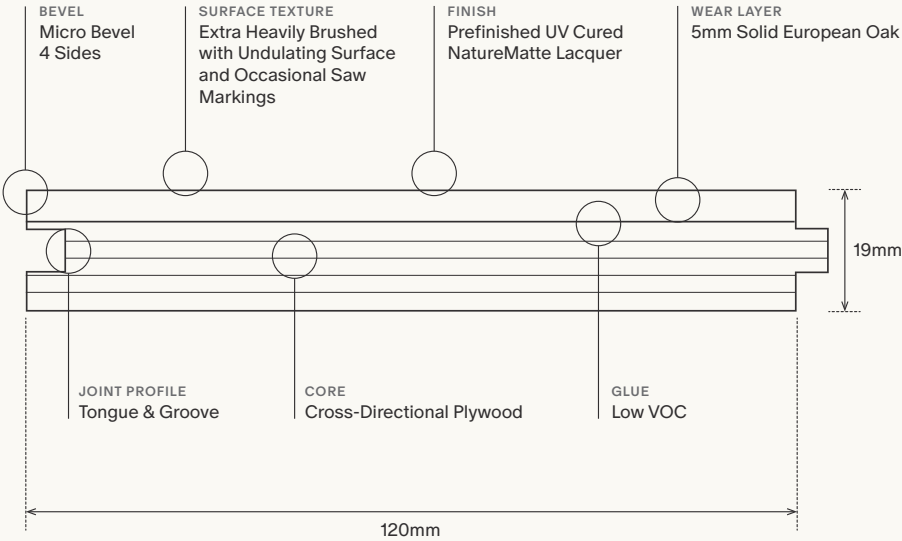 BEVEL
Micro Bevel
4 Sides
SURFACE TEXTURE
Extra Heavily Brushed
with Undulating Surface
and Occasional Saw
Markings
FINISH
Prefinished UV Cured
NatureMatte Lacquer
WEAR LAYER
5mm Solid European Oak
19mm
JOINT PROFILE
Tongue & Groove
CORE
Cross-Directional Plywood
GLUE
Low VOC
120mm